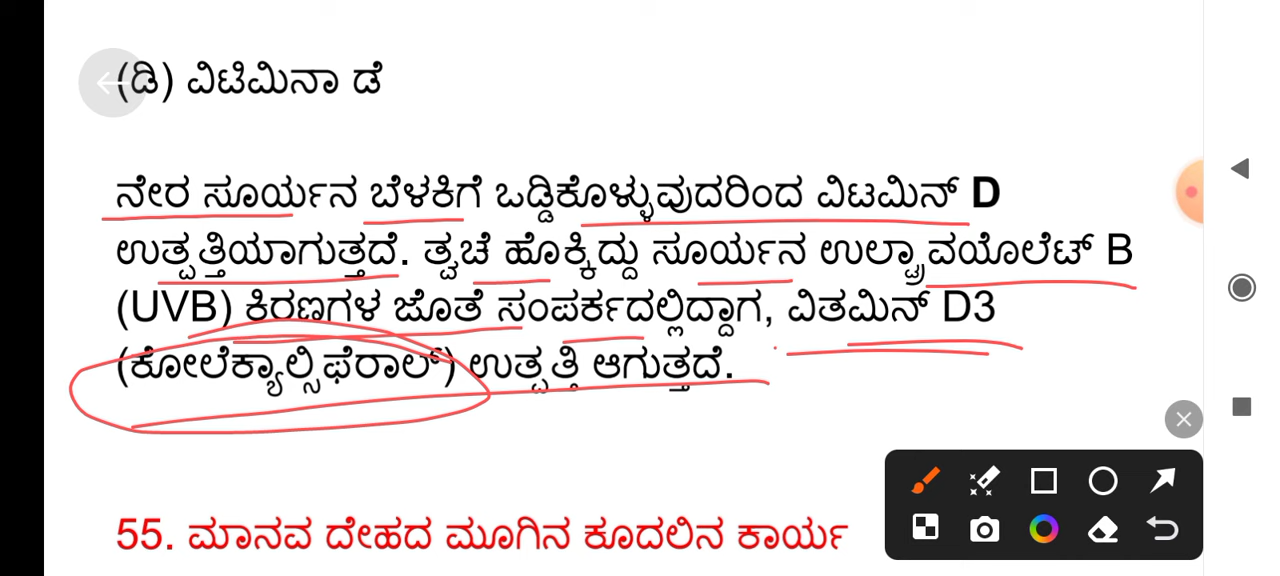 (ಡಿ) ವಿಟಿಮಿನಾ ಡೆ
ನೇರ ಸೂರ್ಯನ ಬೆಳಕಿಗೆ ಒಡ್ಡಿಕೊಳ್ಳುವುದರಿಂದ ವಿಟಮಿನ್ D
ಉತ್ಪತ್ತಿಯಾಗುತ್ತದೆ. ತ್ವಚೆ ಹೊಕ್ಕಿದ್ದು ಸೂರ್ಯನ ಉಲ್ಟ್ರಾವಯೊಲೆಟ್ B
(UVB) ಕಿರಣಗಳ ಜೊತೆ ಸಂಪರ್ಕದಲ್ಲಿದ್ದಾಗ, ವಿತಮಿನ್ D3
(ಕೋಲೆಕ್ಯಾಲ್ಸಿಫೆರಾಲ್) ಉತ್ಪತ್ತಿ ಆಗುತ್ತದೆ.
55. ಮಾನವ ದೇಹದ ಮೂಗಿನ ಕೂದಲಿನ ಕಾರ್ಯ